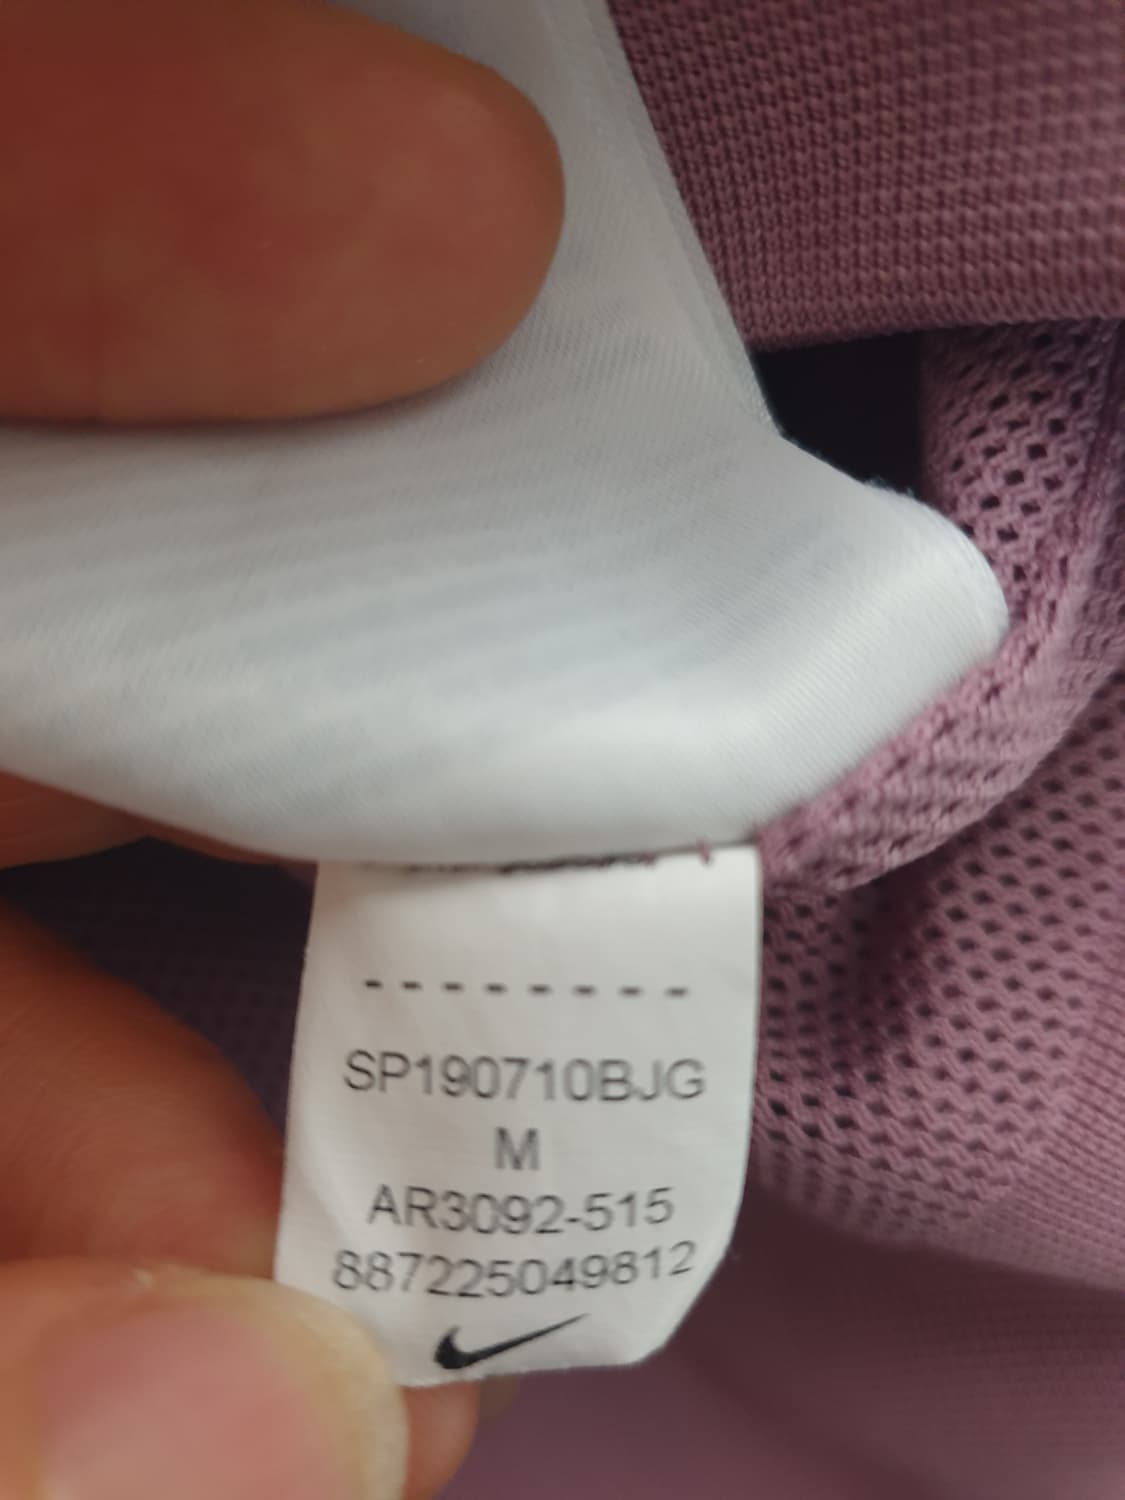 --------
SP190710BJG
M
AR3092-515
887225049812